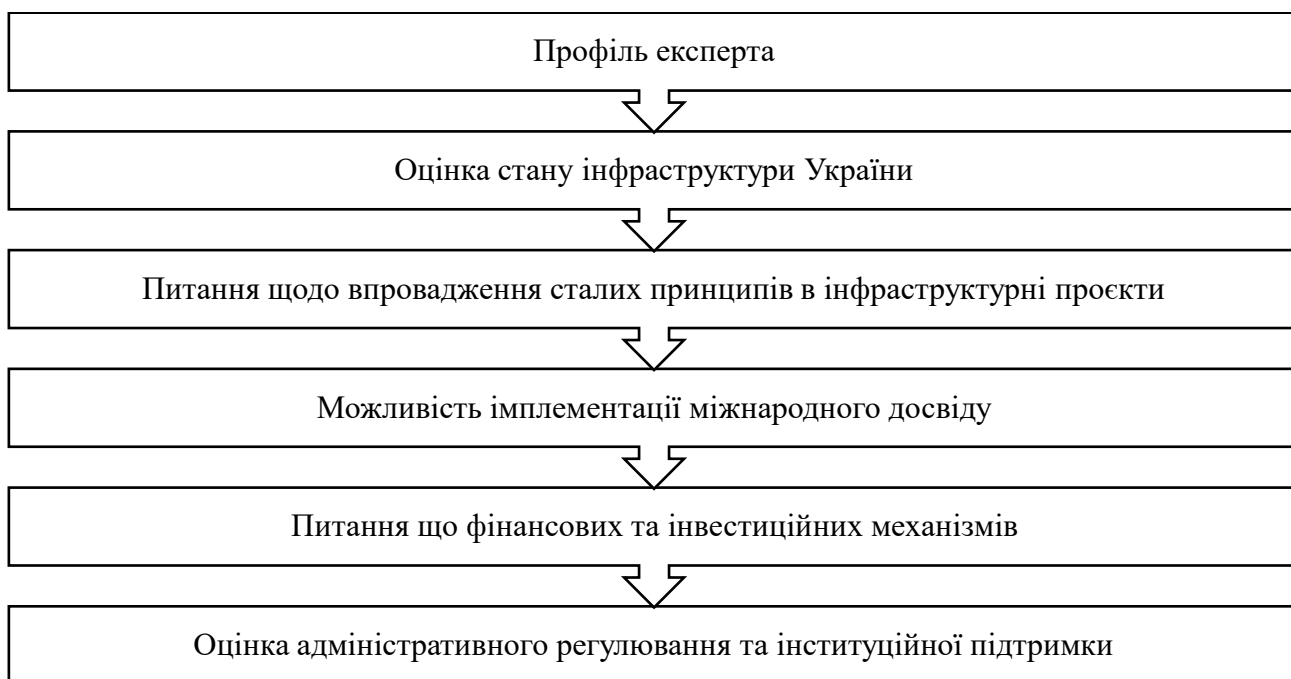 Профіль експерта
Оцінка стану інфраструктури України
Питання щодо впровадження сталих принципів в інфраструктурні проєкти
Можливість імплементації міжнародного досвіду
Питання що фінансових та інвестиційних механізмів
Оцінка адміністративного регулювання та інституційної підтримки